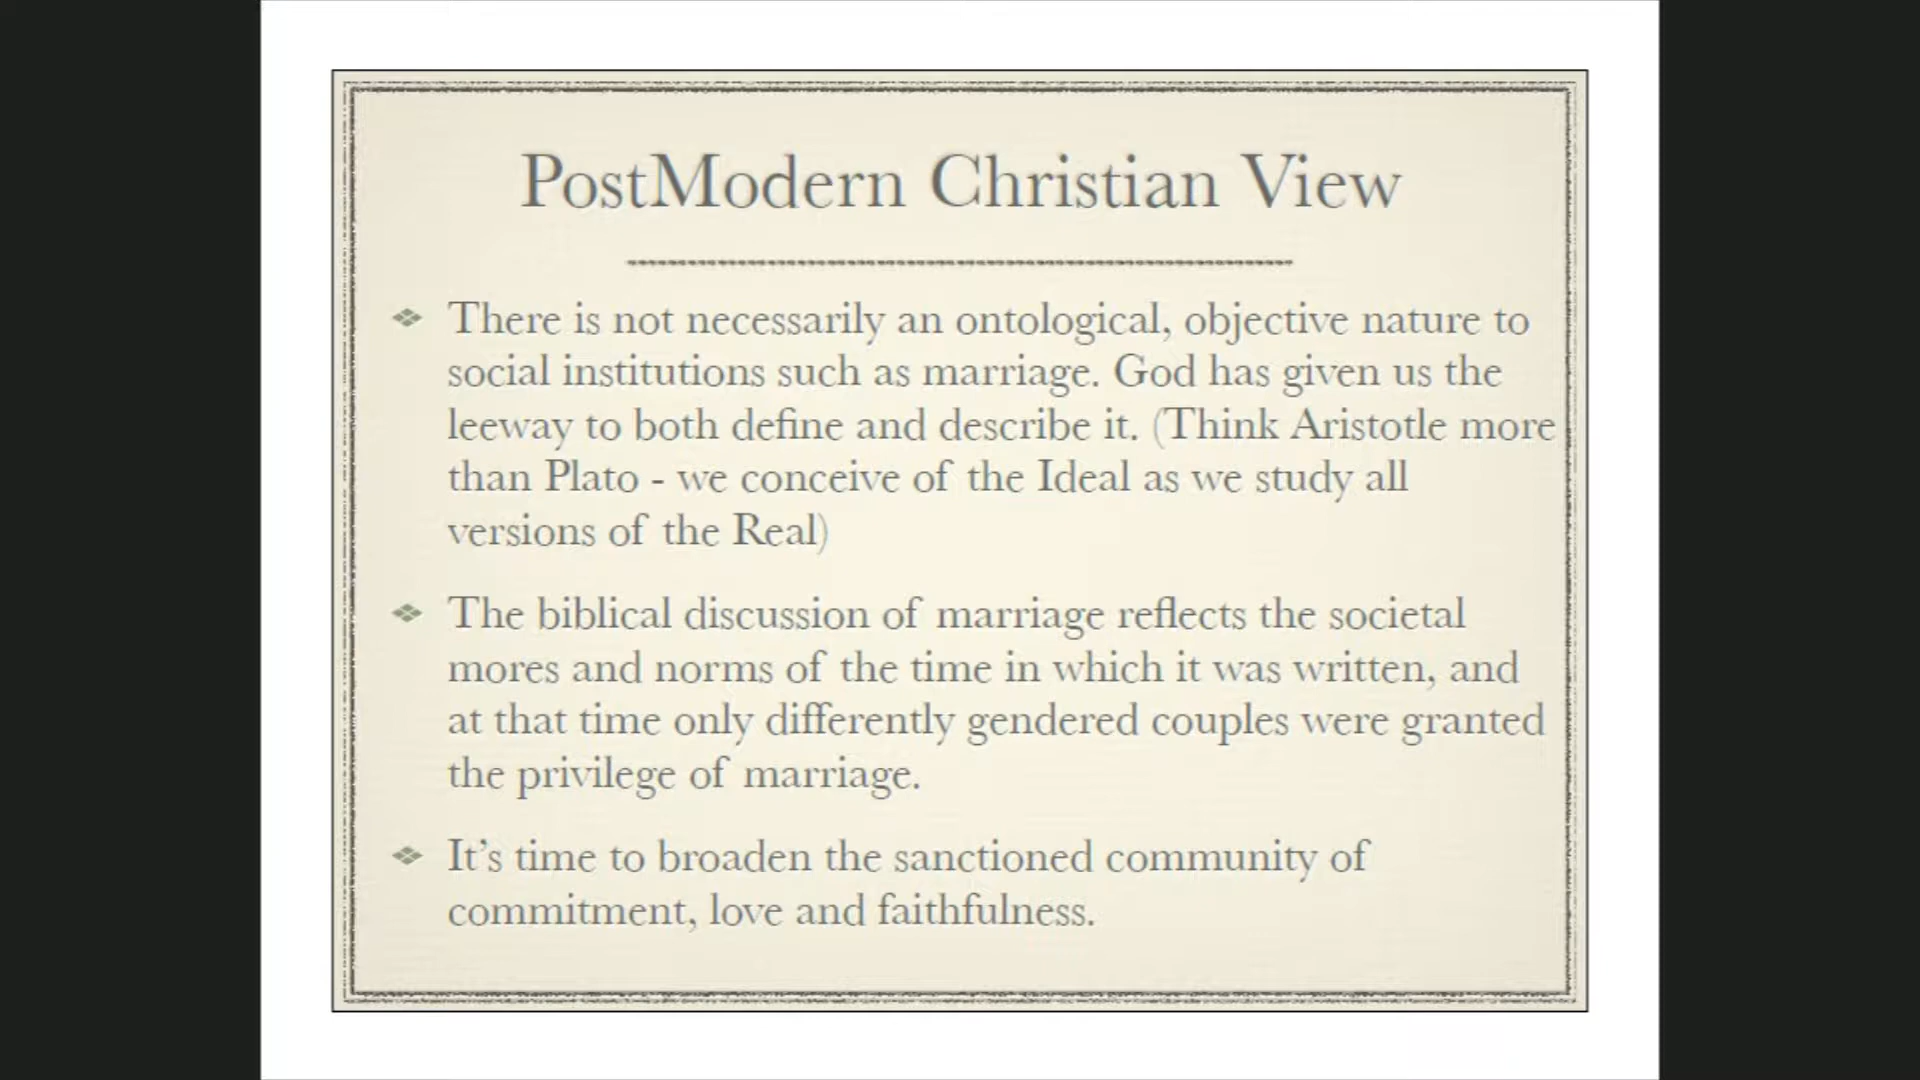 PostModern Christian View
There is not necessarily an ontological, objective nature to
social institutions such as marriage. God has given us the
leeway to both define and describe it. (Think Aristotle more
than Plato - we conceive of the Ideal as we study all
versions of the Real)
The biblical discussion of marriage reflects the societal
mores and norms of the time in which it was written, and
at that time only differently gendered couples were granted
the privilege of marriage.
It's time to broaden the sanctioned community of
commitment, love and faithfulness.